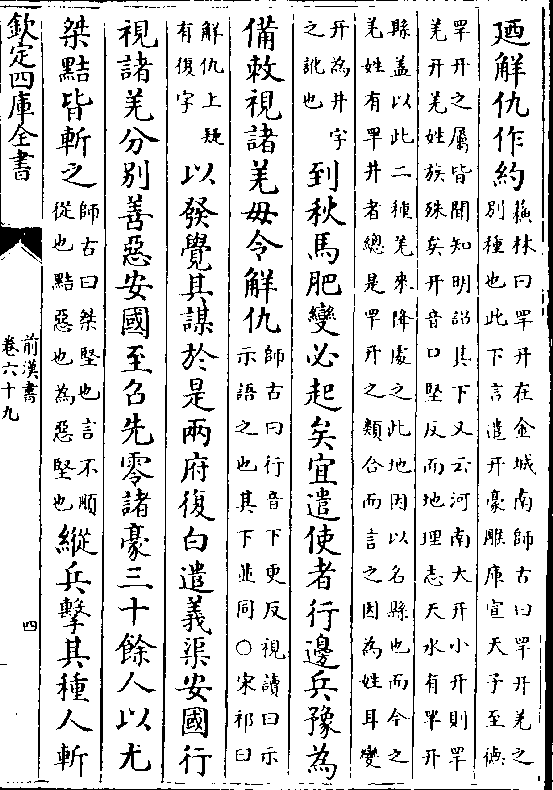 廼解仇作約蘇林曰罕幵在金城南師古曰罕幵羌之
別種也此下言遣幵豪雕庫宣天子至德
罕幵之屬皆聞知明詔其下又云河南大幵小幵則罕
羌幵羌姓族殊矣幵音口堅反而地理志天水有罕幵
縣蓋以此二種羌來降處之此地因以名縣也而今之
羌姓有罕井者總是罕幵之類合而言之因為姓耳變
幵為井字
之訛也
到秋馬肥變必起矣宜遣使者行邊兵豫為
備敕視諸羌毋令解仇師古曰行音下更反視讀曰示
示語之也其下並同○宋祁曰
解仇上疑
有復字
以發覺其謀於是兩府復白遣義渠安國行
視諸羌分別善惡安國至召先零諸豪三十餘人以尤
桀黠皆斬之師古曰桀堅也言不順
從也黠惡也為惡堅也
縱兵擊其種人斬
欽定四庫全書
前漢書
卷六十九
四